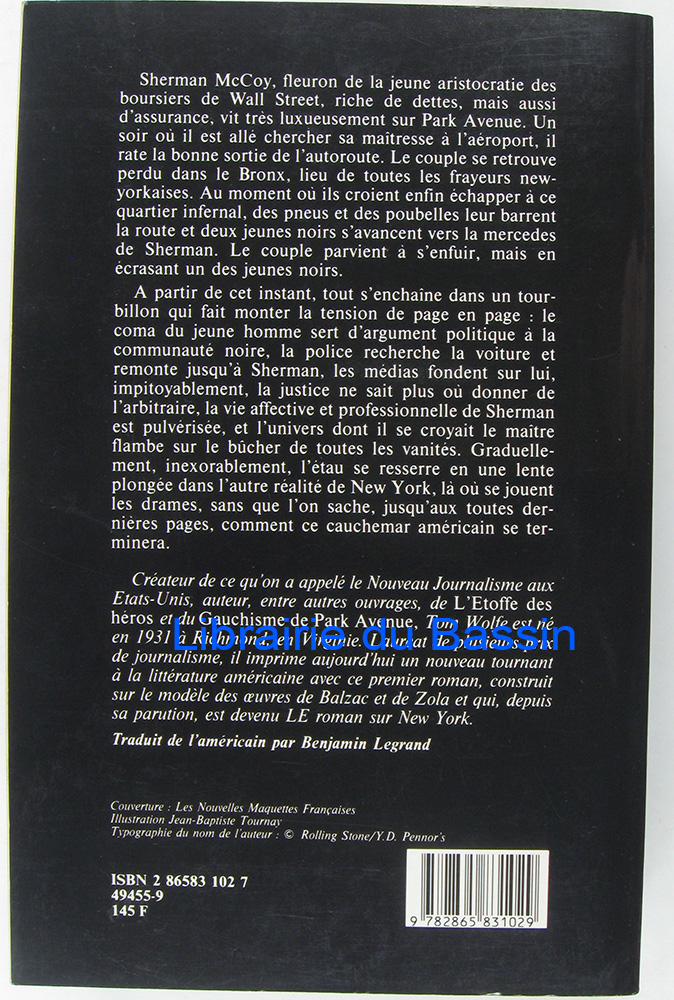 Sherman McCoy, fleuron de la jeune aristocratie des
boursiers de Wall Street, riche de dettes, mais aussi
d'assurance, vit très luxueusement sur Park Avenue. Un
soir où il est allé chercher sa maîtresse à l'aéroport, il
rate la bonne sortie de l'autoroute. Le couple se retrouve
perdu dans le Bronx, lieu de toutes les frayeurs new-
yorkaises. Au moment où ils croient enfin échapper à ce
quartier infernal, des pneus et des poubelles leur barrent
la route et deux jeunes noirs s'avancent vers la mercedes
de Sherman. Le couple parvient à s'enfuir, mais en
écrasant un des jeunes noirs.
A partir de cet instant, tout s'enchaîne dans un tour-
billon qui fait monter la tension de page en page : le
coma du jeune homme sert d'argument politique à la
communauté noire, la police recherche la voiture et
remonte jusqu'à Sherman, les médias fondent sur lui,
impitoyablement, la justice ne sait plus où donner de
l'arbitraire, la vie affective et professionnelle de Sherman
est pulvérisée, et l'univers dont il se croyait le maître
flambe sur le bûcher de toutes les vanités. Graduelle-
ment, inexorablement, l'étau se resserre en une lente
plongée dans l'autre réalité de New York, là où se jouent
les drames, sans que l'on sache, jusqu'aux toutes der-
nières pages, comment ce cauchemar américain se ter-
minera.
Créateur de ce qu'on a appelé le Nouveau Journalisme aux
Etats-Unis, auteur, entre autres ouvrages, de L'Etoffe des
héros et du Gauchisme de Park Avenue, Tom Wolfe est né
en 1931 à Richmond, en Virginie. Lauréat de plusieurs prix
de journalisme, il imprime aujourd'hui un nouveau tournant
à la littérature américaine avec ce premier roman, construit
sur le modèle des œuvres de Balzac et de Zola et qui, depuis
sa parution, est devenu LE roman sur New York.
Traduit de l'américain par Benjamin Legrand
Librairie du Bassin
Couverture : Les Nouvelles Maquettes Françaises
Illustration Jean-Baptiste Tournay
Typographie du nom de l'auteur : © Rolling Stone/Y.D. Pennor's
ISBN 2 86583 102 7
49455-9
145 F
9 782865 831029